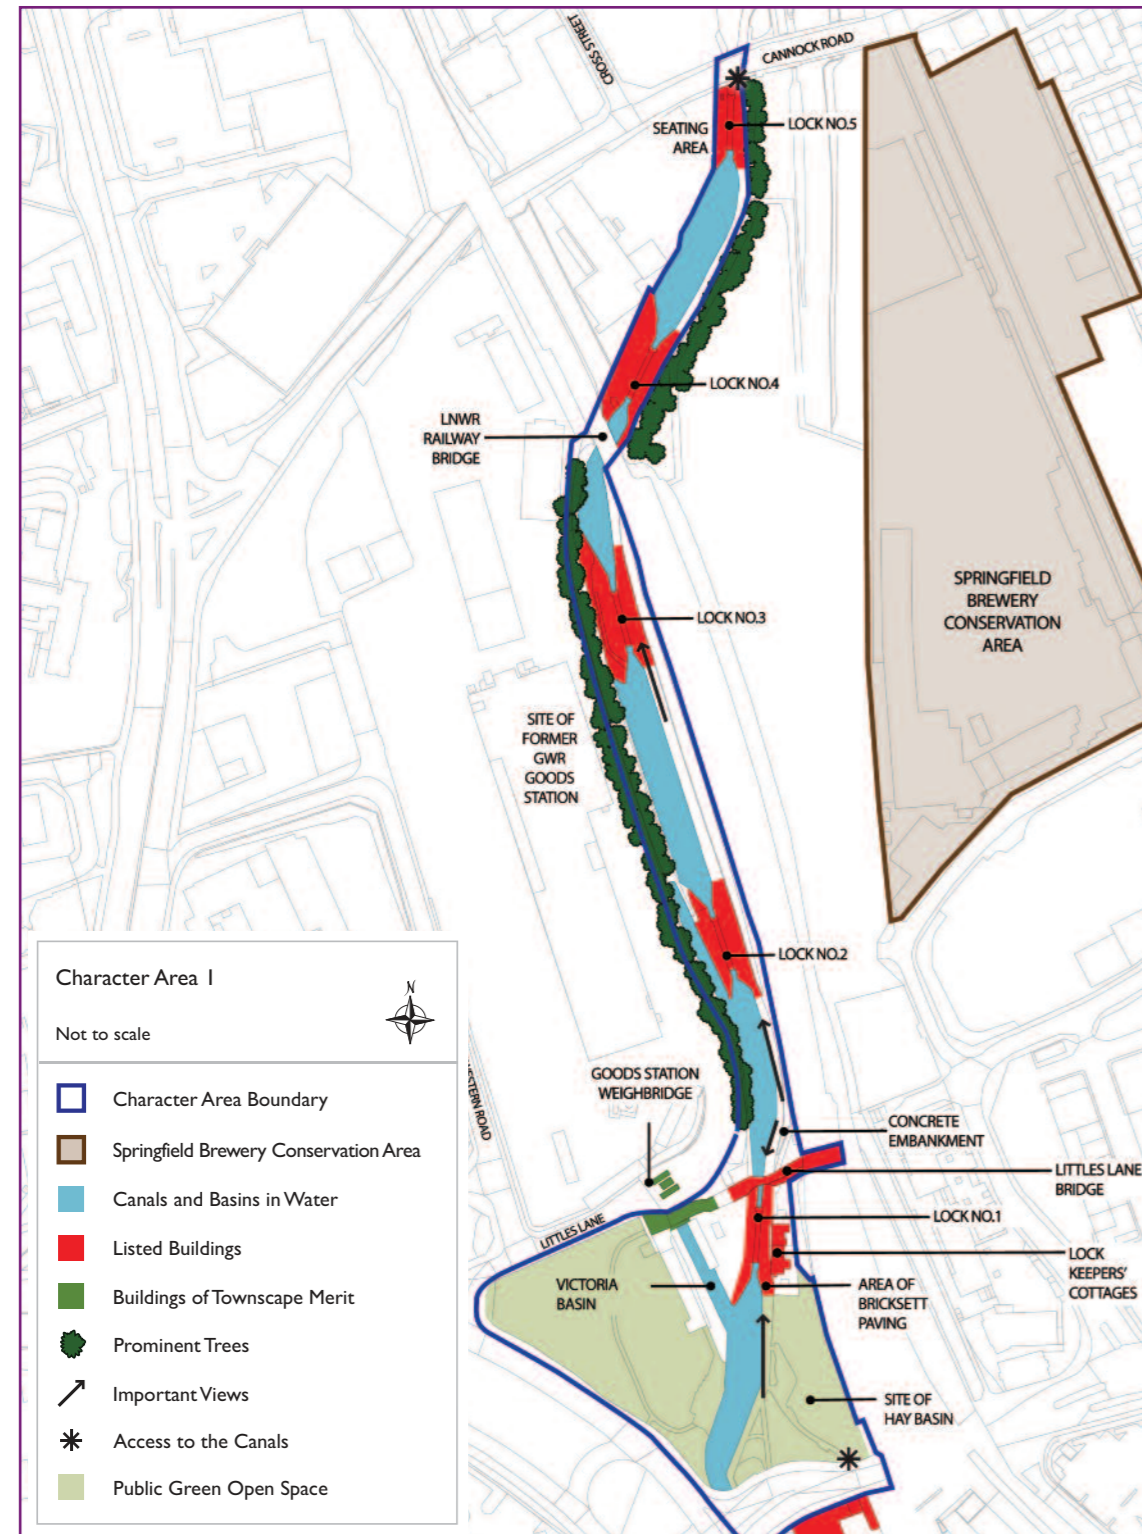 CROSS STREET
CANNOCK ROAD
SEATING
AREA
LOCK NO.5
LOCK NO.4
LNWR
RAILWAY
BRIDGE
SPRINGFIELD
BREWERY
CONSERVATION
AREA
LOCK NO.3
SITE OF
FORMER
GWR
GOODS
STATION
LOCK NO.2
GOODS STATION
WEIGHBRIDGE
WESTERN ROAD
CONCRETE
EMBANKMENT
LITTLES LANE
BRIDGE
LOCK NO.1
LITTLES LANE
LOCK
KEEPERS'
COTTAGES
VICTORIA
BASIN
AREA OF
BRICKSETT
PAVING
SITE OF
HAY BASIN
Character Area 1
N
Not to scale
Character Area Boundary
Springfield Brewery Conservation Area
Canals and Basins in Water
Listed Buildings
Buildings of Townscape Merit
Prominent Trees
Important Views
Access to the Canals
Public Green Open Space